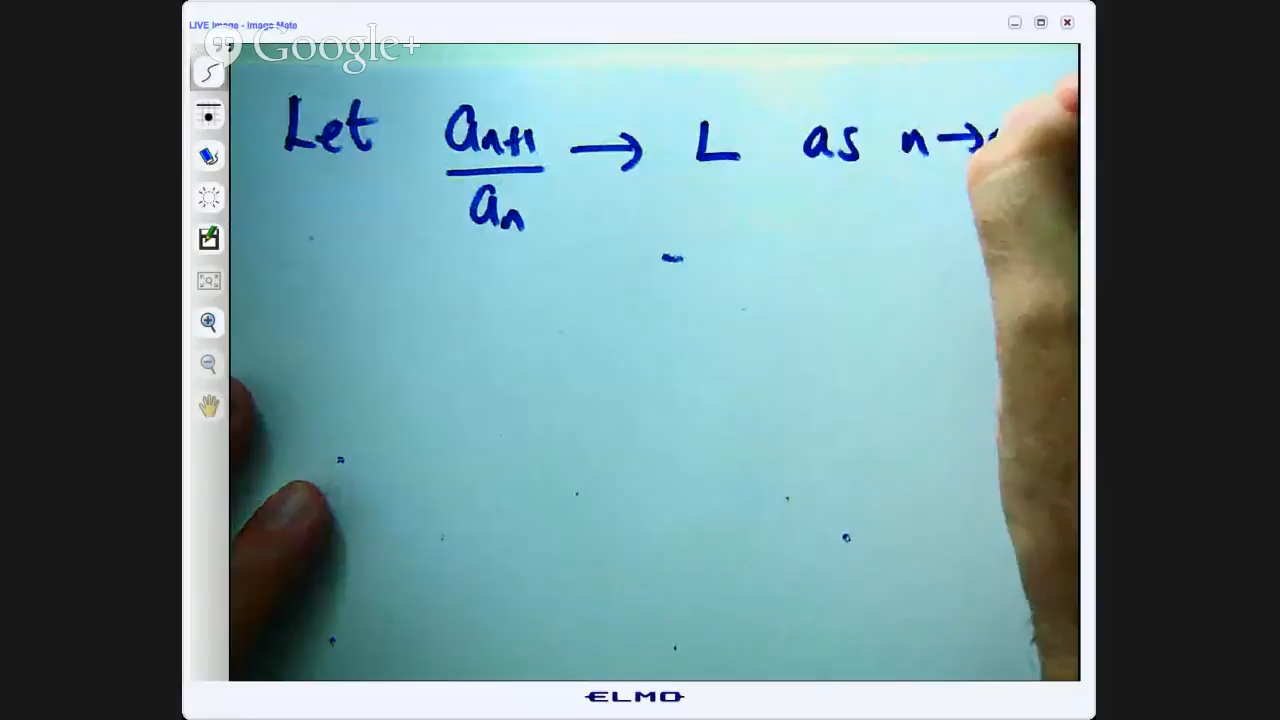 LIVE Image - Image Mate
Google+
Let a_{n+1}/a_n → L as n →
ELMO